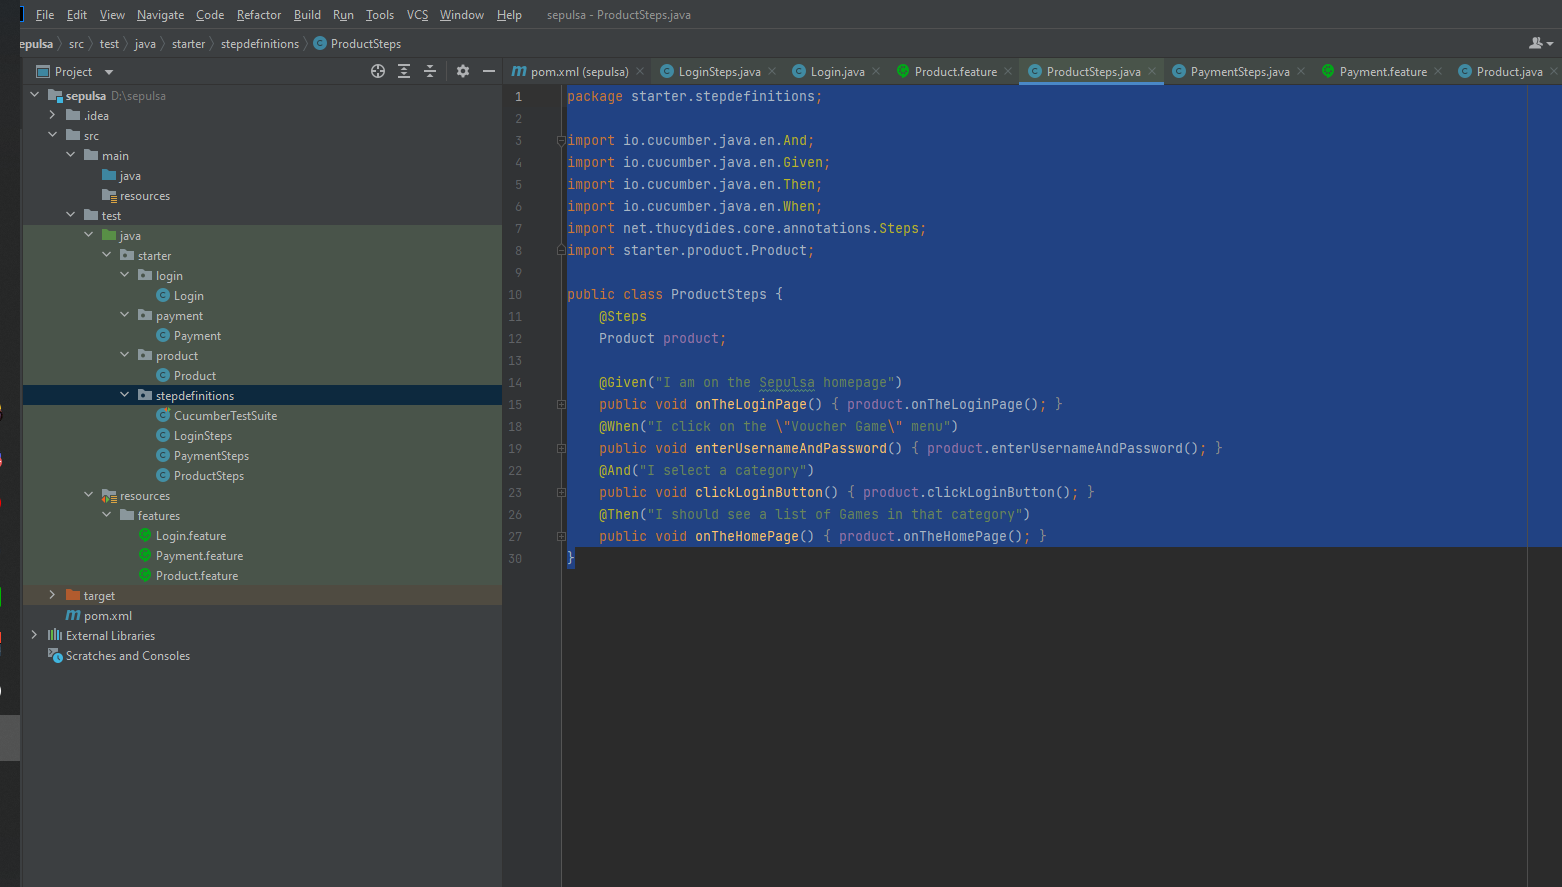 File Edit View Navigate Code Refactor Build Run Tools VCS Window Help sepulsa - ProductSteps.java
sepulsa src test java starter stepdefinitions ProductSteps
Project
pom.xml (sepulsa) LoginSteps.java Login.java Product.feature ProductSteps.java PaymentSteps.java Payment.feature Product.java
sepulsa D:\sepulsa
.idea
src
main
java
resources
test
java
starter
login
Login
payment
Payment
product
Product
stepdefinitions
CucumberTestSuite
LoginSteps
PaymentSteps
ProductSteps
resources
features
Login.feature
Payment.feature
Product.feature
target
pom.xml
External Libraries
Scratches and Consoles
1 package starter.stepdefinitions;
2
3 import io.cucumber.java.en.And;
4 import io.cucumber.java.en.Given;
5 import io.cucumber.java.en.Then;
6 import io.cucumber.java.en.When;
7 import net.thucydides.core.annotations.Steps;
8 import starter.product.Product;
9
10 public class ProductSteps {
11 @Steps
12 Product product;
13
14 @Given("I am on the Sepulsa homepage")
15 public void onTheLoginPage() { product.onTheLoginPage(); }
18 @When("I click on the \"Voucher Game\" menu")
19 public void enterUsernameAndPassword() { product.enterUsernameAndPassword(); }
22 @And("I select a category")
23 public void clickLoginButton() { product.clickLoginButton(); }
26 @Then("I should see a list of Games in that category")
27 public void onTheHomePage() { product.onTheHomePage(); }
30 }